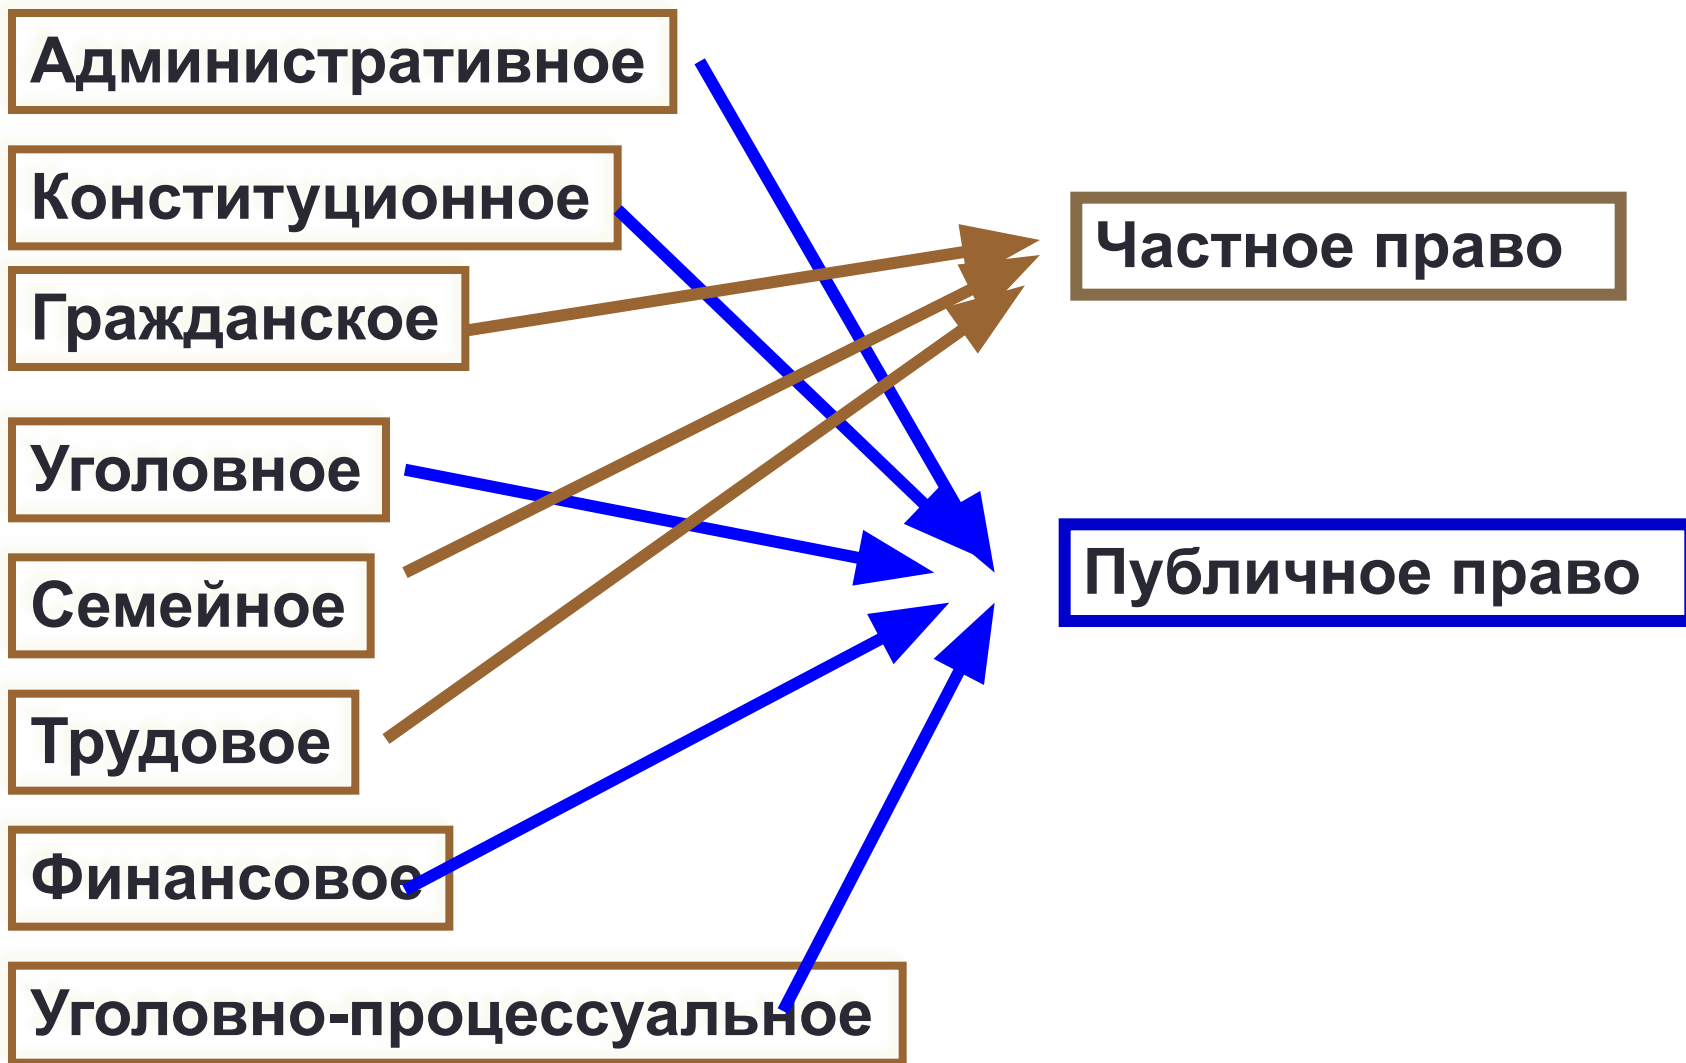 Административное
Конституционное
Гражданское
Уголовное
Семейное
Трудовое
Финансовое
Уголовно-процессуальное
Частное право
Публичное право